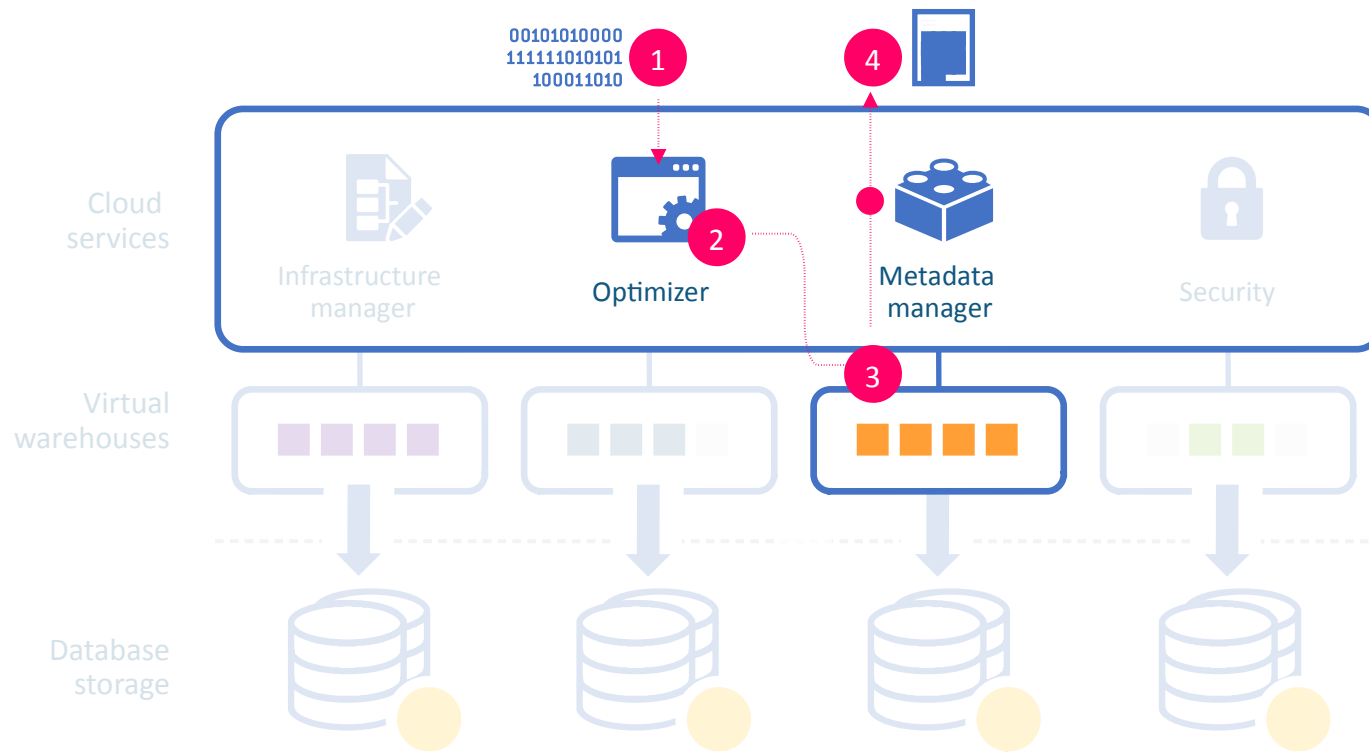 00101010000
111111010101
100011010
1
4
Cloud
services
2
Infrastructure
manager
Optimizer
Metadata
manager
Security
3
Virtual
warehouses
Database
storage